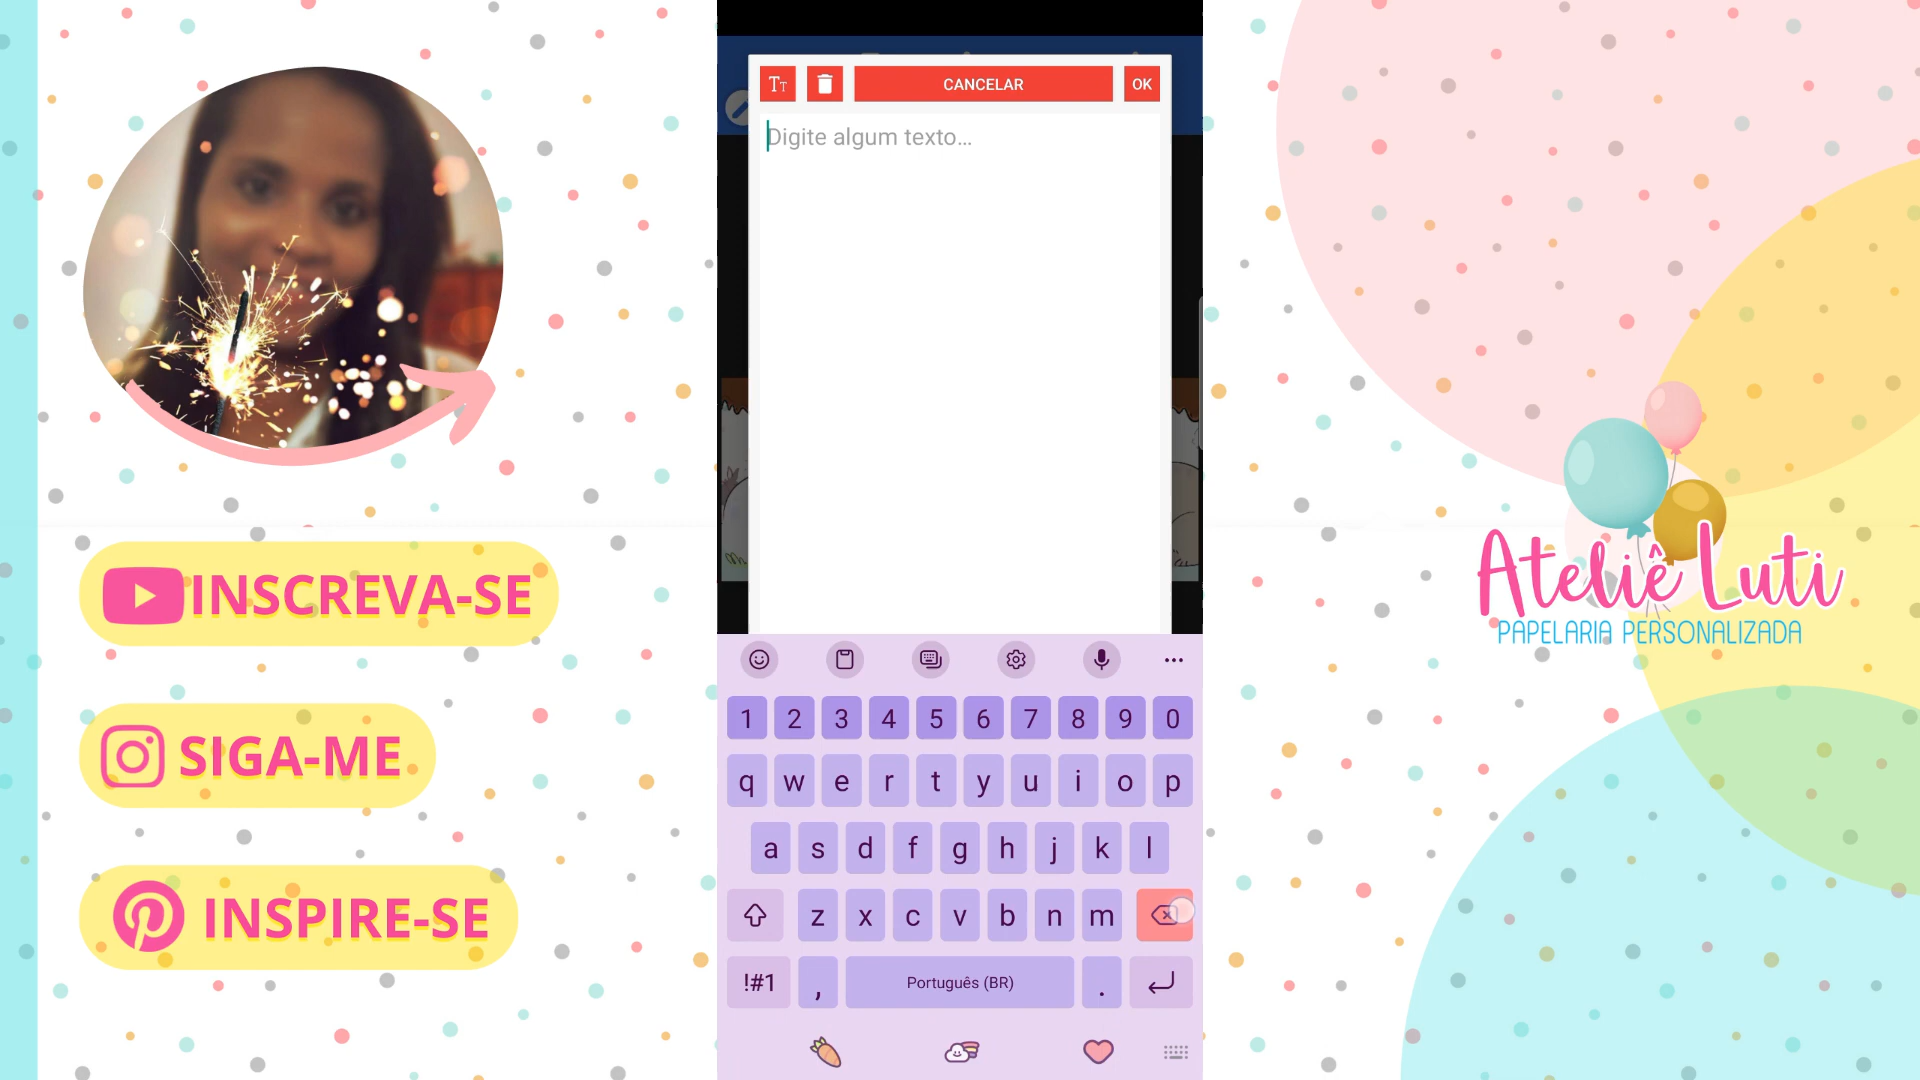 INSCREVA-SE
SIGA-ME
INSPIRE-SE
TT
CANCELAR
OK
Digite algum texto...
1 2 3 4 5 6 7 8 9 0
q w e r t y u i o p
a s d f g h j k l
z x c v b n m
!#1 , Português (BR) .
Ateliê Luti
PAPELARIA PERSONALIZADA